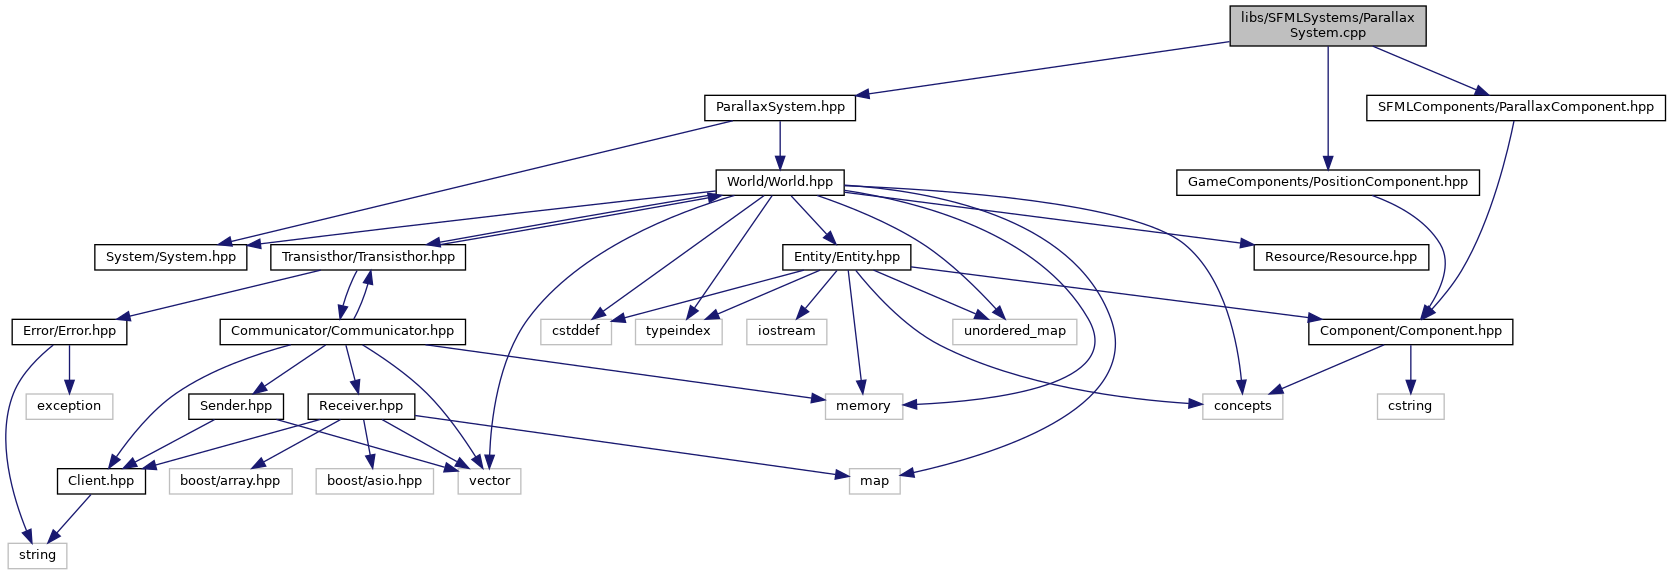 libs/SFMLSystems/Parallax
System.cpp
ParallaxSystem.hpp
SFMLComponents/ParallaxComponent.hpp
World/World.hpp
GameComponents/PositionComponent.hpp
System/System.hpp
Transisthor/Transisthor.hpp
Entity/Entity.hpp
Resource/Resource.hpp
Error/Error.hpp
Communicator/Communicator.hpp
cstddef
typeindex
iostream
unordered_map
Component/Component.hpp
exception
Sender.hpp
Receiver.hpp
memory
concepts
cstring
Client.hpp
boost/array.hpp
boost/asio.hpp
vector
map
string